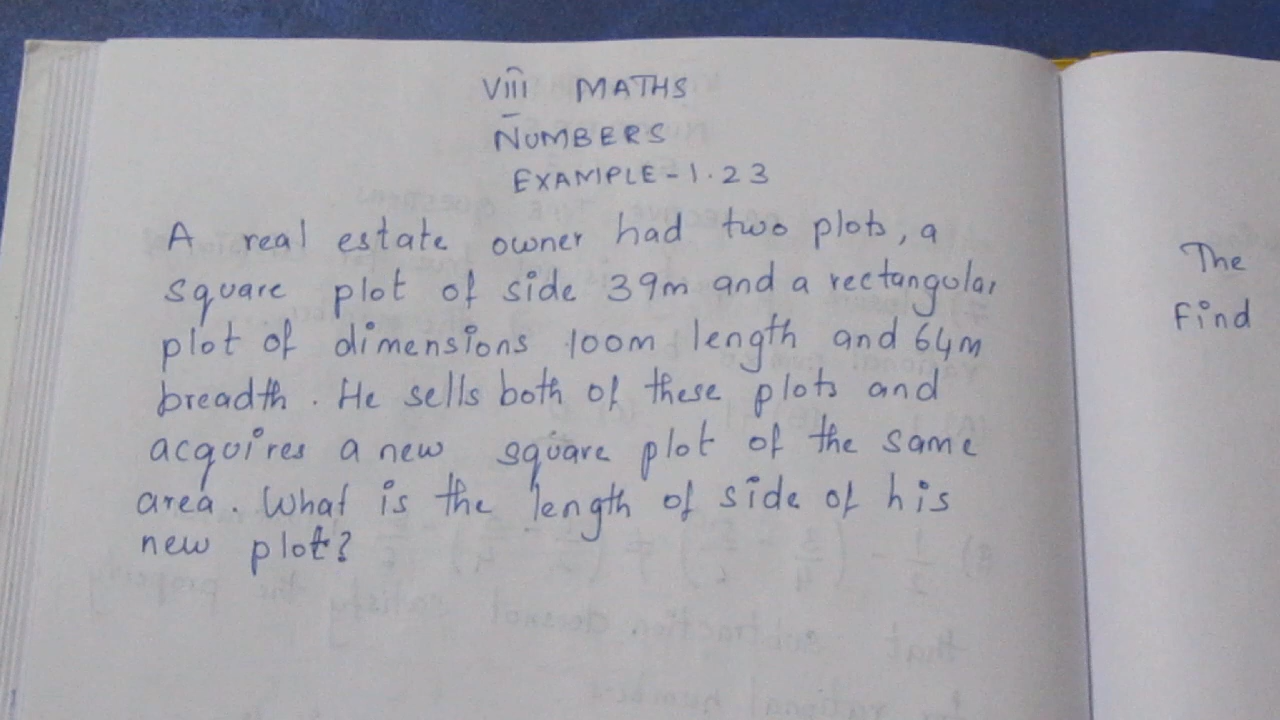 VIII MATHS
NUMBERS
EXAMPLE-1.23
A real estate owner had two plots, a
square plot of side 39m and a rectangular
plot of dimensions 100m length and 64m
breadth. He sells both of these plots and
acquires a new square plot of the same
area. What is the length of side of his
new plot?
The
Find